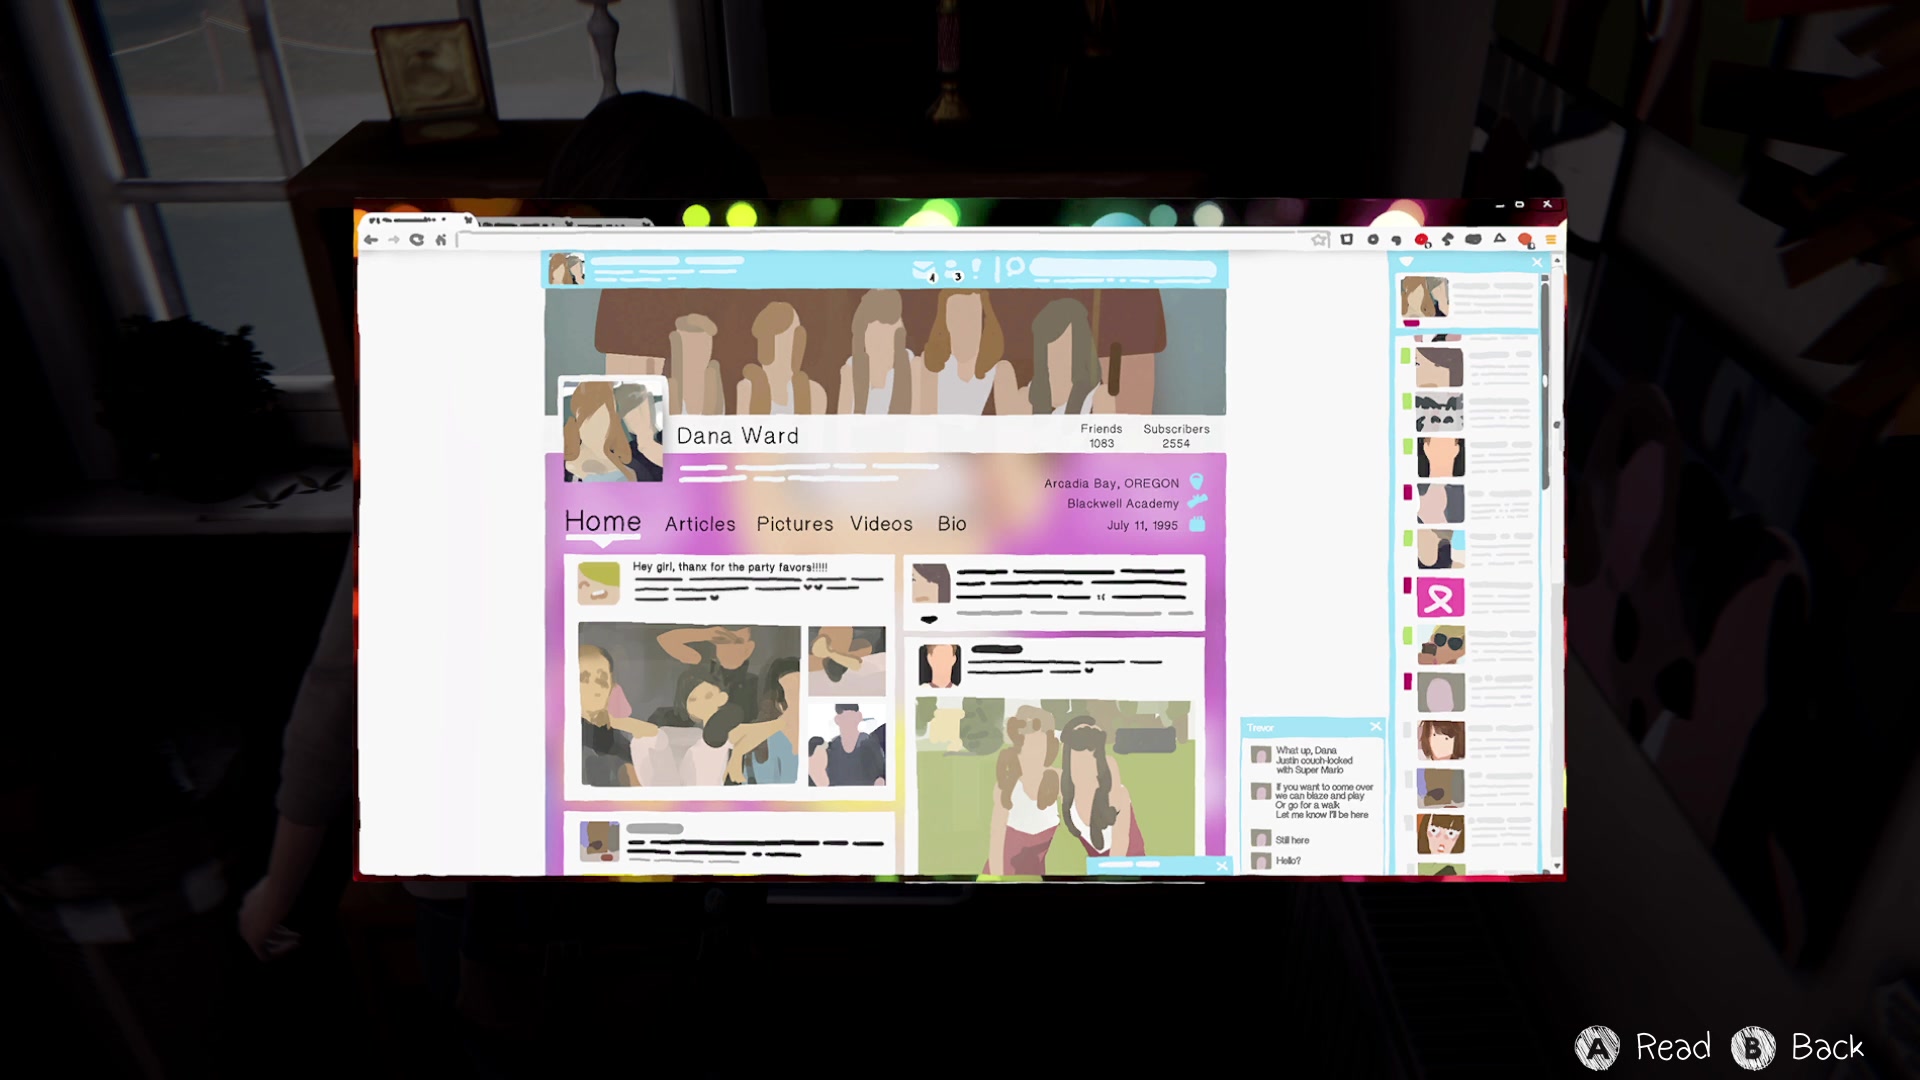 4
3
Dana Ward
Friends
1083
Subscribers
2554
Arcadia Bay, OREGON
Blackwell Academy
July 11, 1995
Home
Articles
Pictures
Videos
Bio
Hey girl, thanx for the party favors!!!!!
Trevor
What up, Dana
Justin couch-locked
with Super Mario
If you want to come over
we can blaze and play
Or go for a walk
Let me know I'll be here
Still here
Hello?
A Read
B Back